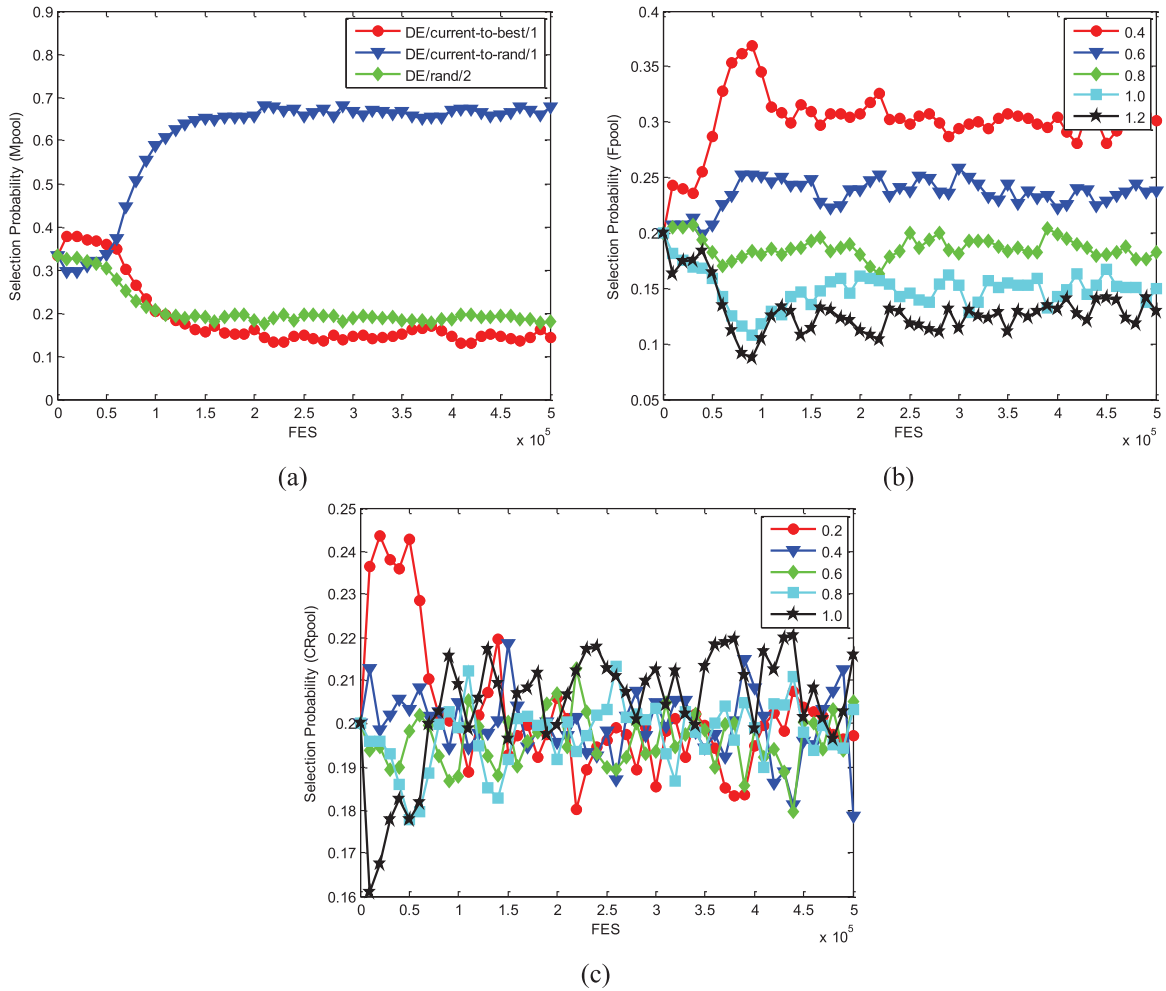 0.9
0.8
0.7
0.6
0.5
0.4
0.3
0.2
0.1
0
Selection Probability (Mpool)
DE/current-to-best/1
DE/current-to-rand/1
DE/rand/2
0 0.5 1 1.5 2 2.5 3 3.5 4 4.5 5
FES
x 10^5
(a)
0.4
0.35
0.3
0.25
0.2
0.15
0.1
0.05
Selection Probability (Fpool)
0.4
0.6
0.8
1.0
1.2
0 0.5 1 1.5 2 2.5 3 3.5 4 4.5 5
FES
x 10^5
(b)
0.25
0.24
0.23
0.22
0.21
0.20
0.19
0.18
0.17
0.16
Selection Probability (CRpool)
0.2
0.4
0.6
0.8
1.0
0 0.5 1 1.5 2 2.5 3 3.5 4 4.5 5
FES
x 10^5
(c)